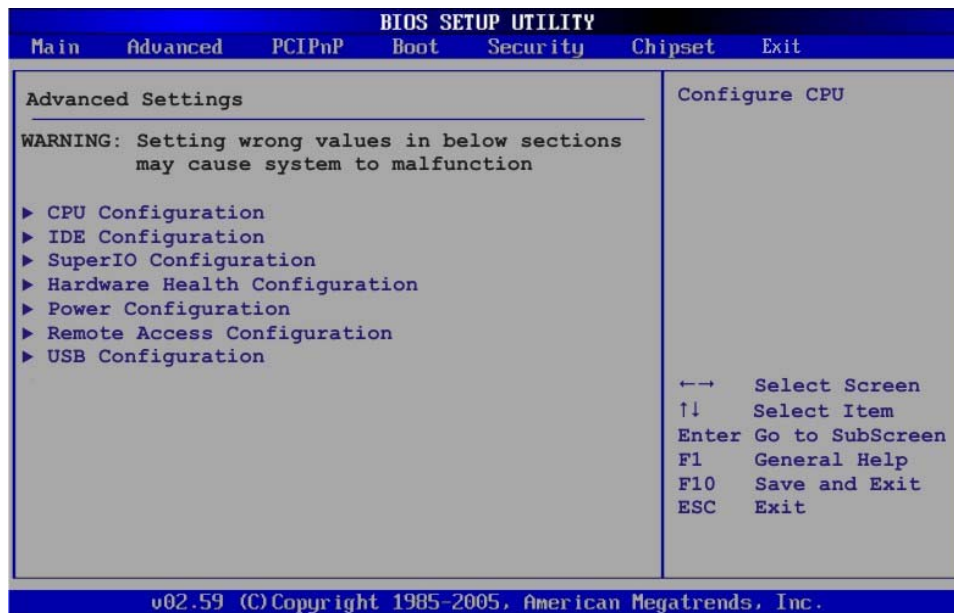 BIOS SETUP UTILITY
Main Advanced PCIPnP Boot Security Chipset Exit
Advanced Settings
WARNING: Setting wrong values in below sections
may cause system to malfunction
► CPU Configuration
► IDE Configuration
► SuperIO Configuration
► Hardware Health Configuration
► Power Configuration
► Remote Access Configuration
► USB Configuration
Configure CPU
←→ Select Screen
↑↓ Select Item
Enter Go to SubScreen
F1 General Help
F10 Save and Exit
ESC Exit
v02.59 (C)Copyright 1985-2005, American Megatrends, Inc.